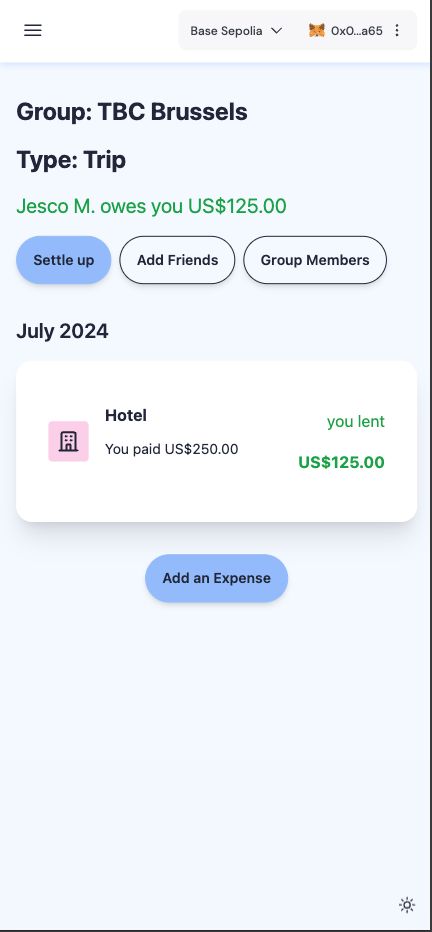 Base Sepolia 0x0...a65
Group: TBC Brussels
Type: Trip
Jesco M. owes you US$125.00
Settle up Add Friends Group Members
July 2024
Hotel
you lent
You paid US$250.00
US$125.00
Add an Expense